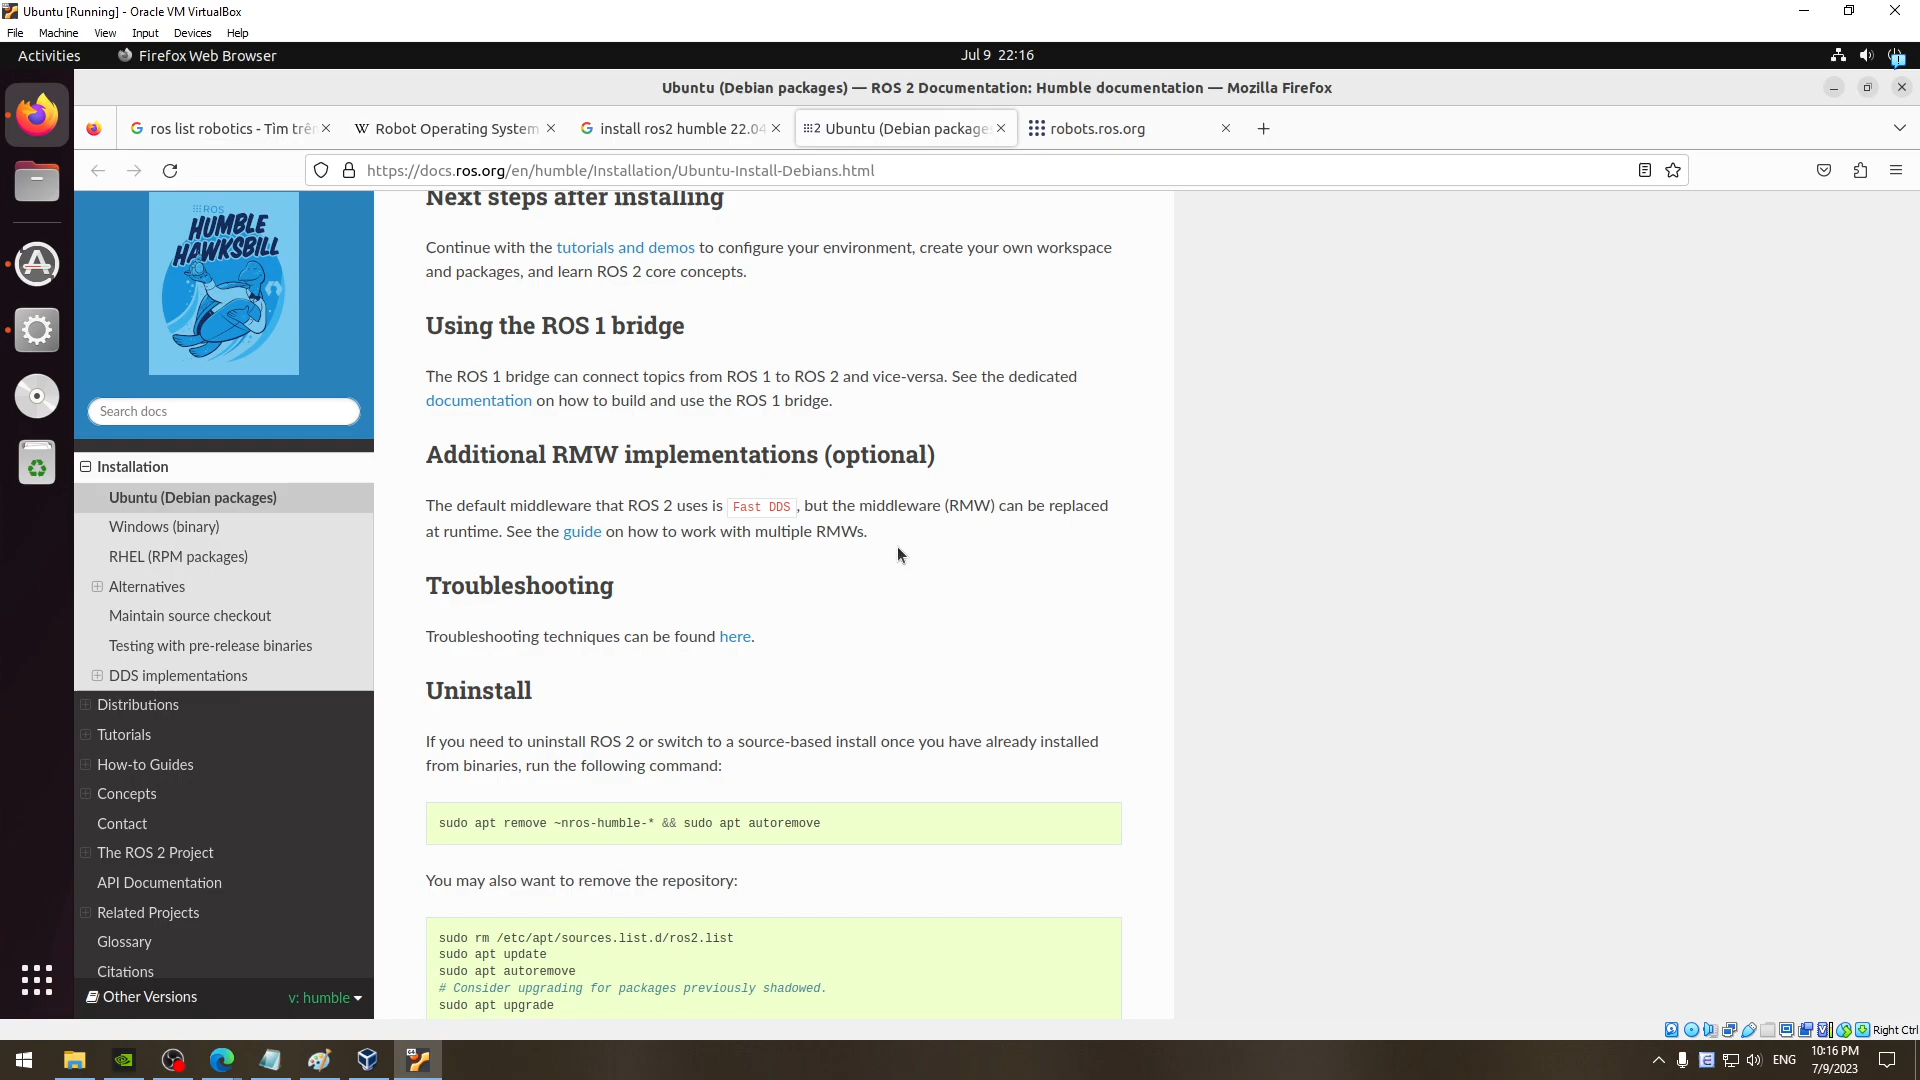 Ubuntu [Running] - Oracle VM VirtualBox
File Machine View Input Devices Help
Activities Firefox Web Browser Jul 9 22:16
Ubuntu (Debian packages) — ROS 2 Documentation: Humble documentation — Mozilla Firefox
ros list robotics - Tìm trên
Robot Operating System
install ros2 humble 22.04
Ubuntu (Debian package
robots.ros.org
https://docs.ros.org/en/humble/Installation/Ubuntu-Install-Debians.html
ROS
HUMBLE
HAWKSBILL
Search docs
Installation
Ubuntu (Debian packages)
Windows (binary)
RHEL (RPM packages)
Alternatives
Maintain source checkout
Testing with pre-release binaries
DDS implementations
Distributions
Tutorials
How-to Guides
Concepts
Contact
The ROS 2 Project
API Documentation
Related Projects
Glossary
Citations
Other Versions v: humble
Next steps after installing
Continue with the tutorials and demos to configure your environment, create your own workspace
and packages, and learn ROS 2 core concepts.
Using the ROS 1 bridge
The ROS 1 bridge can connect topics from ROS 1 to ROS 2 and vice-versa. See the dedicated
documentation on how to build and use the ROS 1 bridge.
Additional RMW implementations (optional)
The default middleware that ROS 2 uses is Fast DDS, but the middleware (RMW) can be replaced
at runtime. See the guide on how to work with multiple RMWs.
Troubleshooting
Troubleshooting techniques can be found here.
Uninstall
If you need to uninstall ROS 2 or switch to a source-based install once you have already installed
from binaries, run the following command:
sudo apt remove ~nros-humble-* && sudo apt autoremove
You may also want to remove the repository:
sudo rm /etc/apt/sources.list.d/ros2.list
sudo apt update
sudo apt autoremove
# Consider upgrading for packages previously shadowed.
sudo apt upgrade
Right Ctrl
ENG
10:16 PM
7/9/2023